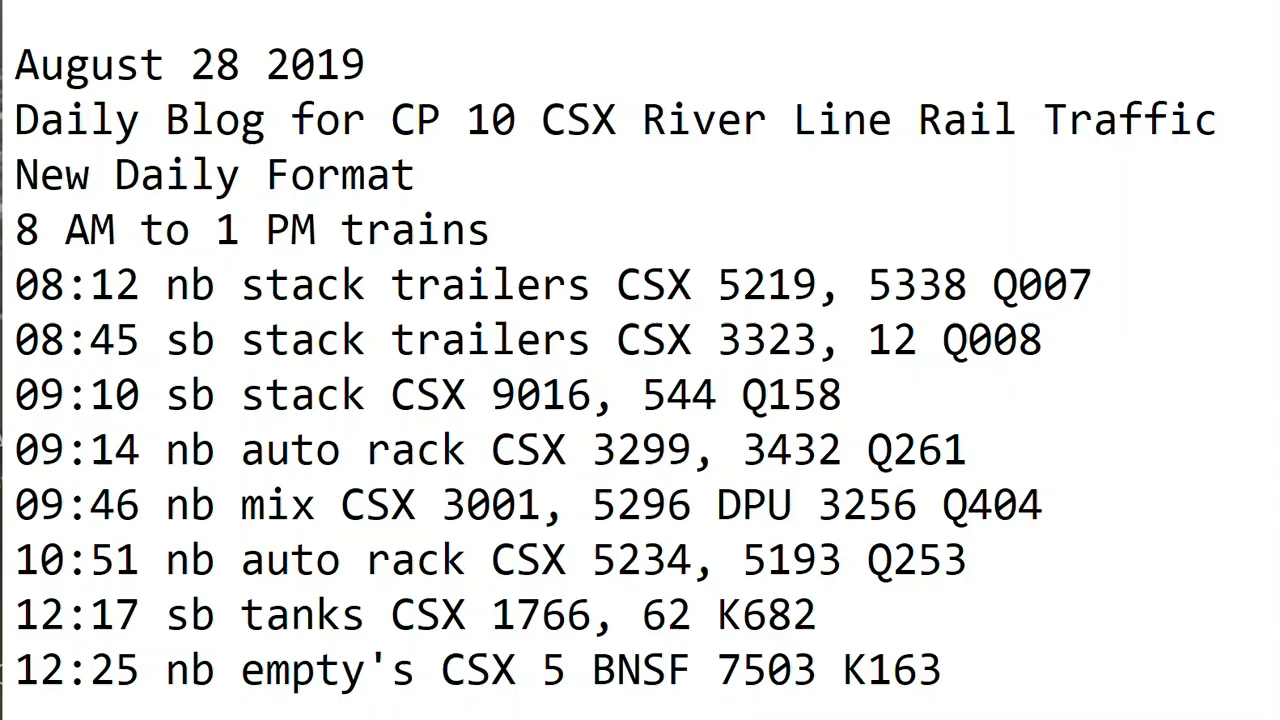 August 28 2019
Daily Blog for CP 10 CSX River Line Rail Traffic
New Daily Format
8 AM to 1 PM trains
08:12 nb stack trailers CSX 5219, 5338 Q007
08:45 sb stack trailers CSX 3323, 12 Q008
09:10 sb stack CSX 9016, 544 Q158
09:14 nb auto rack CSX 3299, 3432 Q261
09:46 nb mix CSX 3001, 5296 DPU 3256 Q404
10:51 nb auto rack CSX 5234, 5193 Q253
12:17 sb tanks CSX 1766, 62 K682
12:25 nb empty's CSX 5 BNSF 7503 K163